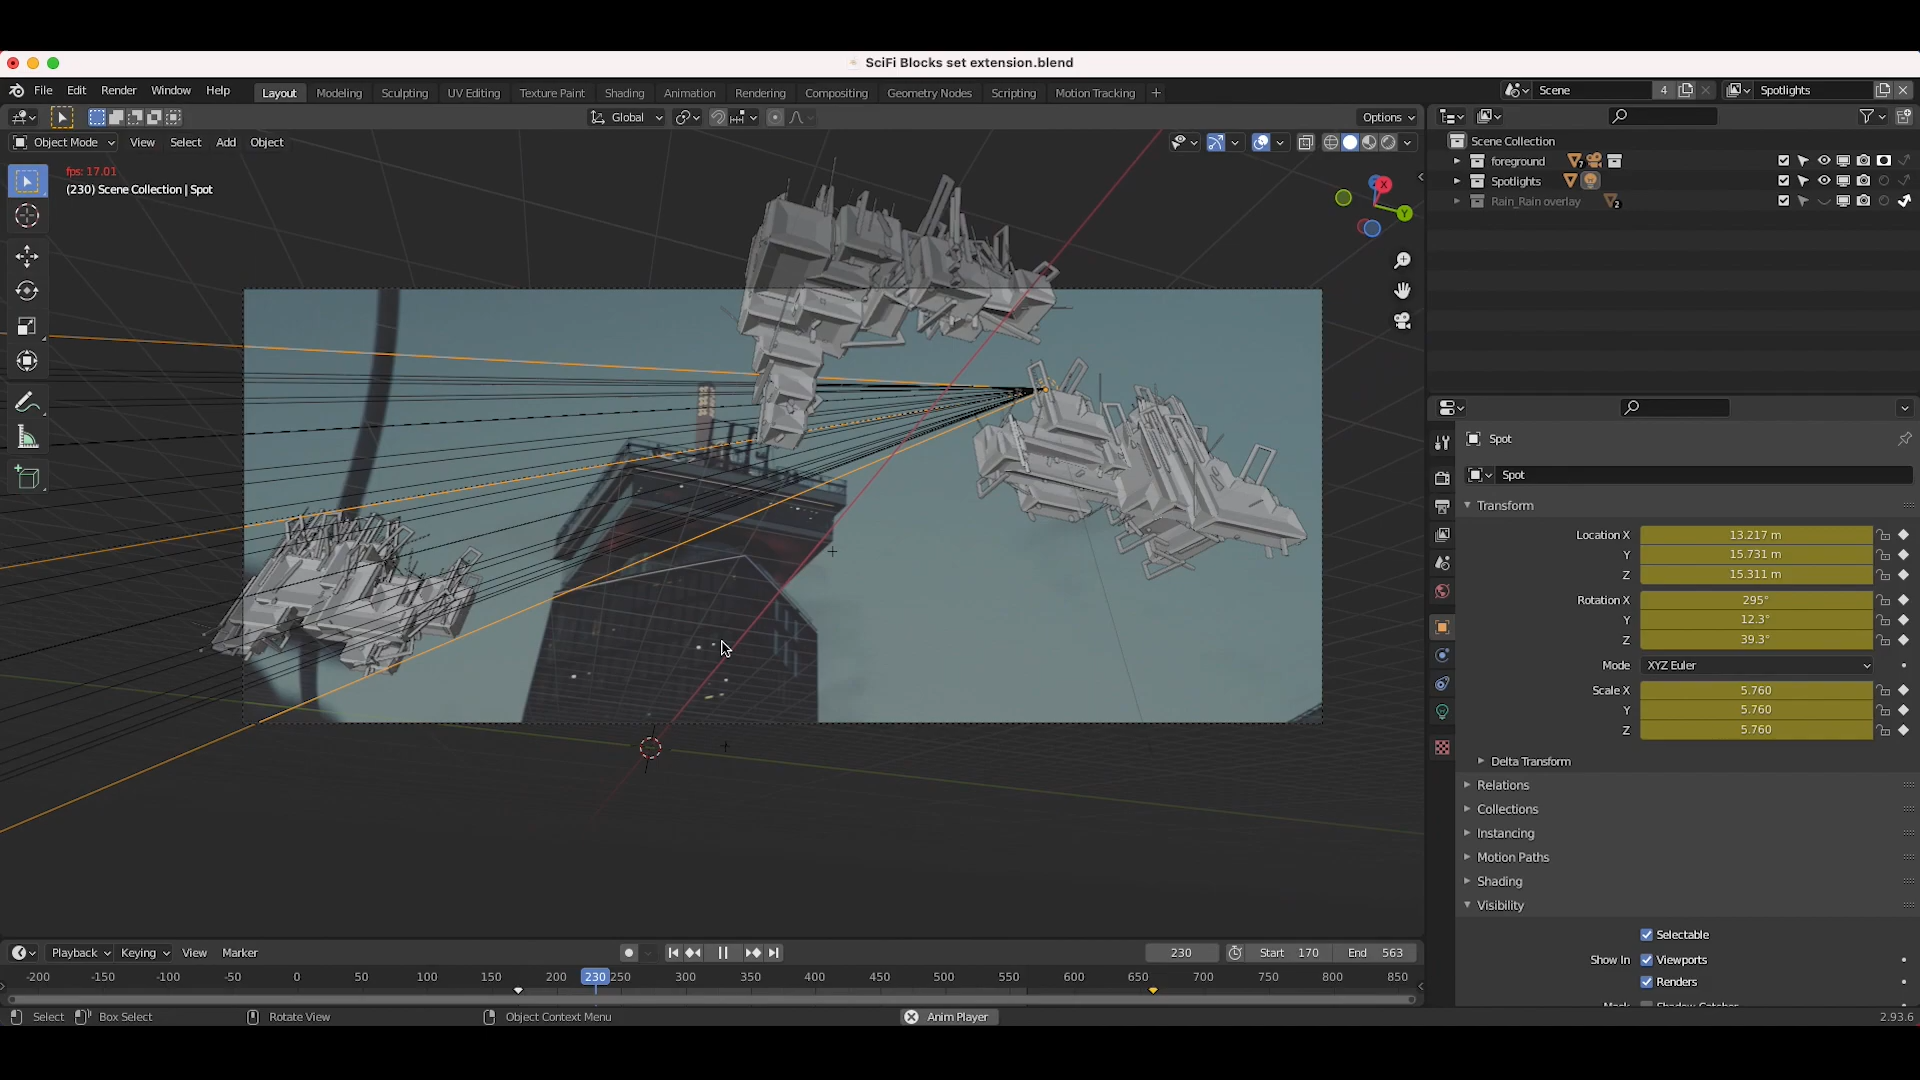 SciFi Blocks set extension.blend
File Edit Render Window Help Layout Modeling Sculpting UV Editing Texture Paint Shading Animation Rendering Compositing Geometry Nodes Scripting Motion Tracking + Scene 4 Spotlights
Global Options
Object Mode View Select Add Object
fps: 17.01
(230) Scene Collection | Spot
X
Y
Scene Collection
foreground 7
Spotlights
Rain_Rain overlay 2
Spot
Spot
Transform
Location X 13.217 m
Y 15.731 m
Z 15.311 m
Rotation X 295°
Y 12.3°
Z 39.3°
Mode XYZ Euler
Scale X 5.760
Y 5.760
Z 5.760
Delta Transform
Relations
Collections
Instancing
Motion Paths
Shading
Visibility
Selectable
Show In Viewports
Renders
Mask Shadow Catcher
Playback Keying View Marker 230 Start 170 End 563
-200 -150 -100 -50 0 50 100 150 200 230 250 300 350 400 450 500 550 600 650 700 750 800 850
Select Box Select Rotate View Object Context Menu Anim Player 2.93.6